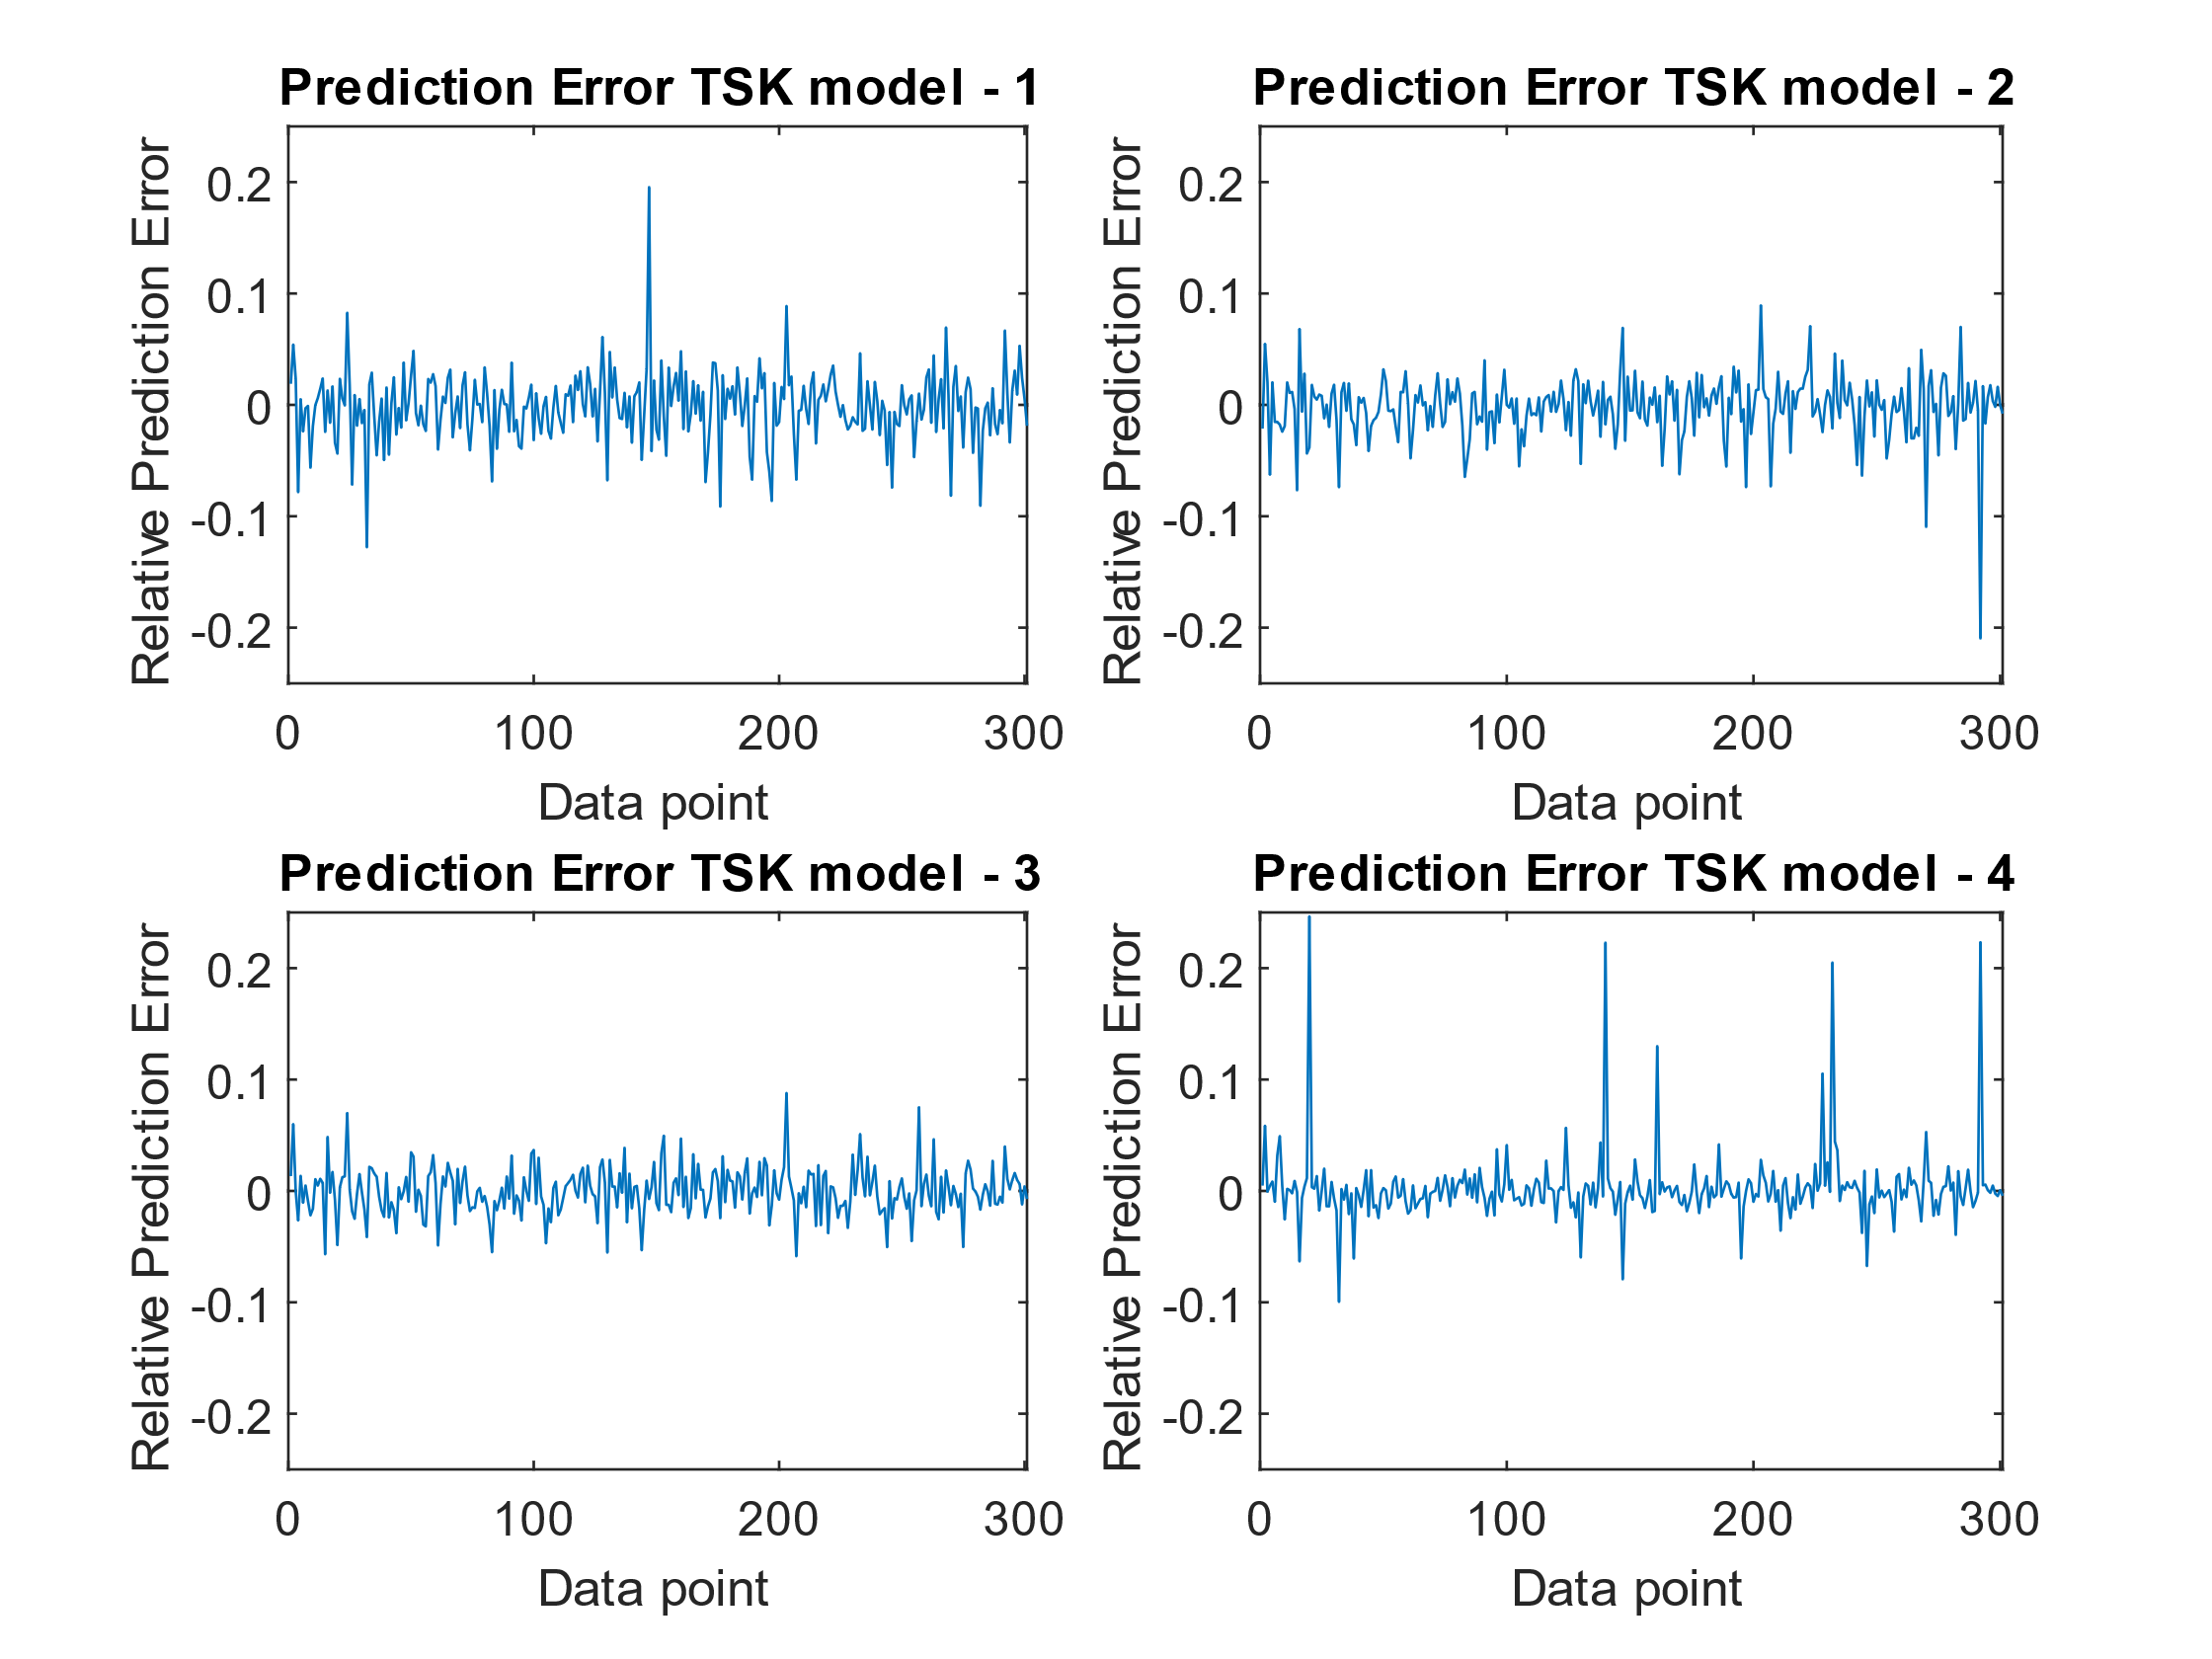 Prediction Error TSK model - 1
Relative Prediction Error
0.2
0.1
0
-0.1
-0.2
0 100 200 300
Data point
Prediction Error TSK model - 2
Relative Prediction Error
0.2
0.1
0
-0.1
-0.2
0 100 200 300
Data point
Prediction Error TSK model - 3
Relative Prediction Error
0.2
0.1
0
-0.1
-0.2
0 100 200 300
Data point
Prediction Error TSK model - 4
Relative Prediction Error
0.2
0.1
0
-0.1
-0.2
0 100 200 300
Data point